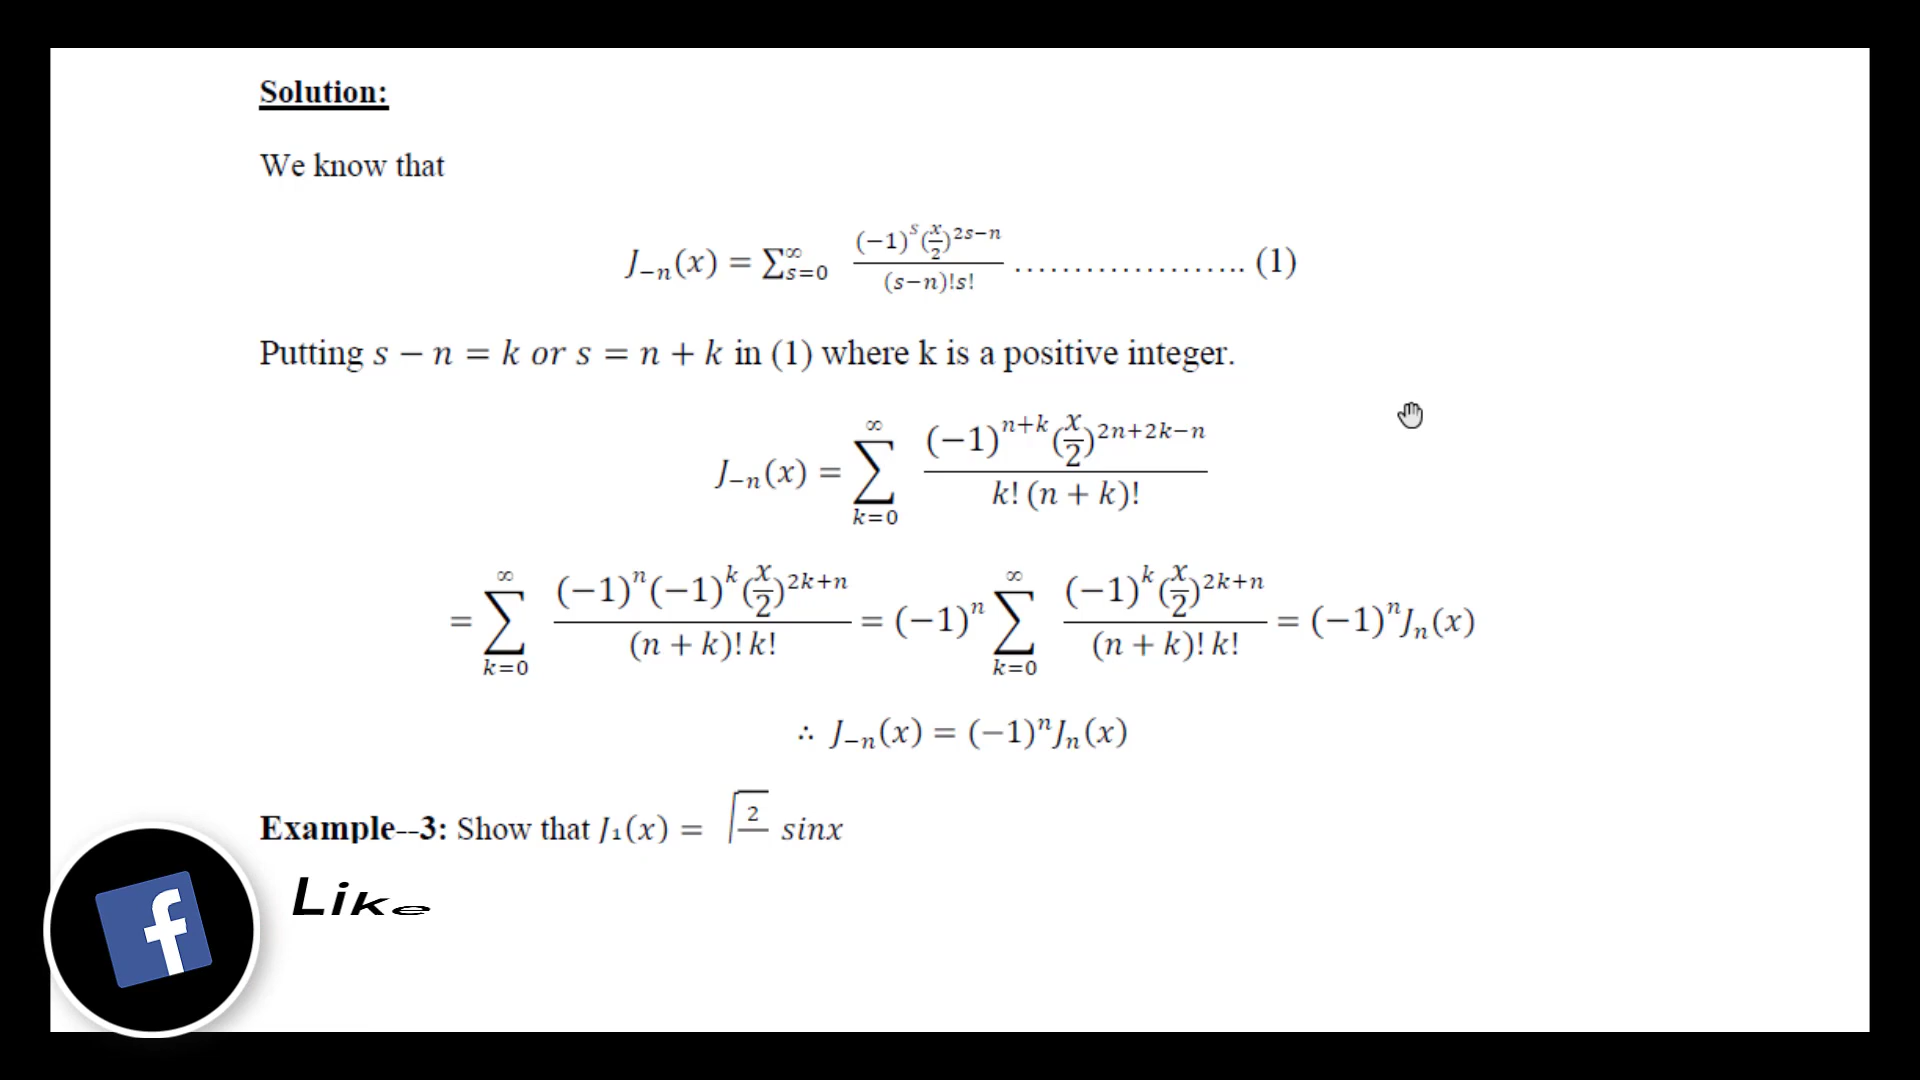 Solution:
We know that
J₋ₙ(x) = ∑ₛ₌₀^∞ (−1)^s (x/2)^(2s−n) / (s−n)!s! ………………….. (1)
Putting s − n = k or s = n + k in (1) where k is a positive integer.
J₋ₙ(x) = ∑ₖ₌₀^∞ (−1)^(n+k) (x/2)^(2n+2k−n) / k! (n + k)!
= ∑ₖ₌₀^∞ (−1)^n (−1)^k (x/2)^(2k+n) / (n + k)! k! = (−1)^n ∑ₖ₌₀^∞ (−1)^k (x/2)^(2k+n) / (n + k)! k! = (−1)^n Jₙ(x)
∴ J₋ₙ(x) = (−1)^n Jₙ(x)
Example--3: Show that J₁(x) = √2 sinx
f Like